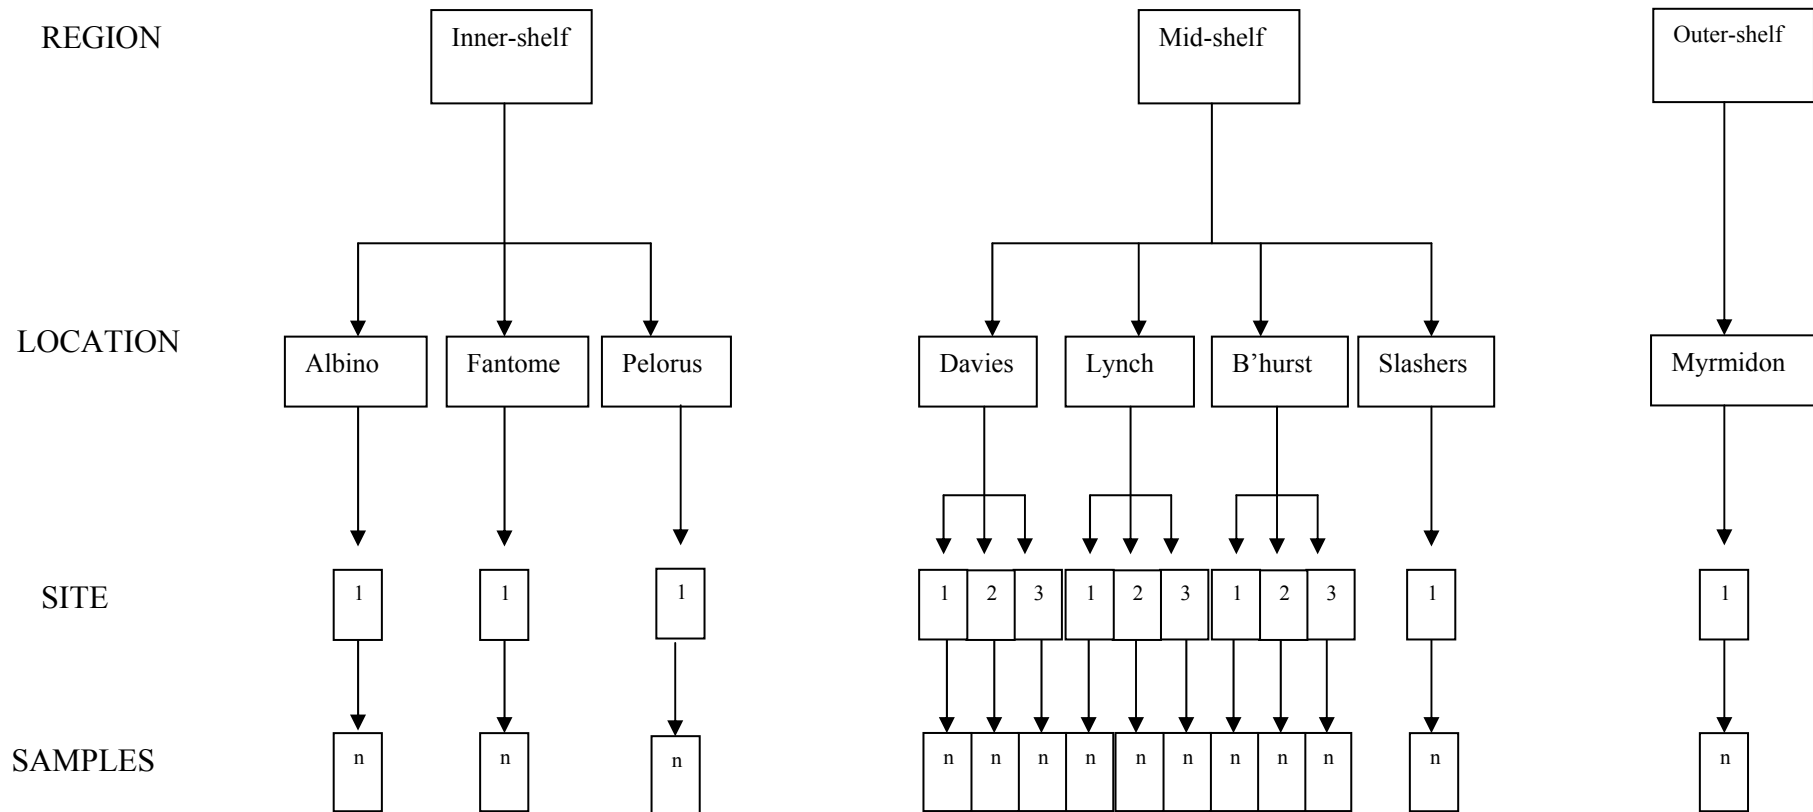 REGION Inner-shelf Mid-shelf Outer-shelf
LOCATION Albino Fantome Pelorus Davies Lynch B’hurst Slashers Myrmidon
SITE 1 1 1 1 2 3 1 2 3 1 2 3 1 1
SAMPLES n n n n n n n n n n n n n n